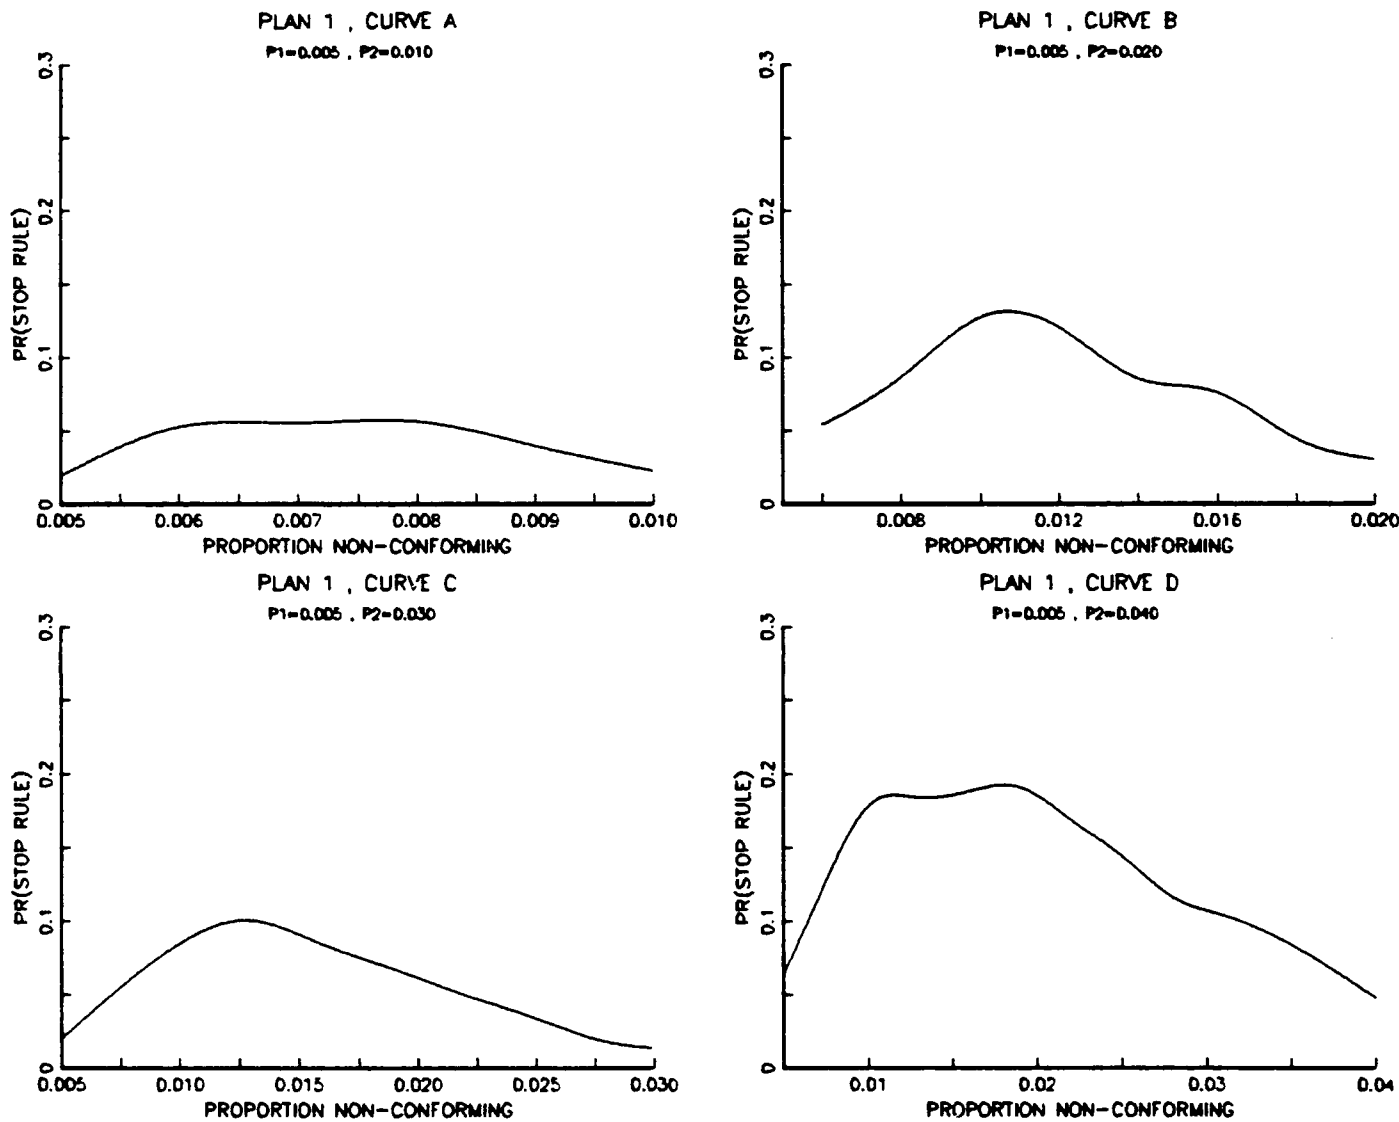 PLAN 1 , CURVE A
P1=0.005 , P2=0.010
0.3
0.2
0.1
0
PR(STOP RULE)
0.005 0.006 0.007 0.008 0.009 0.010
PROPORTION NON-CONFORMING
PLAN 1 , CURVE B
P1=0.005 , P2=0.020
0.3
0.2
0.1
0
PR(STOP RULE)
0.008 0.012 0.016 0.020
PROPORTION NON-CONFORMING
PLAN 1 , CURVE C
P1=0.005 , P2=0.030
0.3
0.2
0.1
0
PR(STOP RULE)
0.005 0.010 0.015 0.020 0.025 0.030
PROPORTION NON-CONFORMING
PLAN 1 , CURVE D
P1=0.005 , P2=0.040
0.3
0.2
0.1
0
PR(STOP RULE)
0.01 0.02 0.03 0.04
PROPORTION NON-CONFORMING